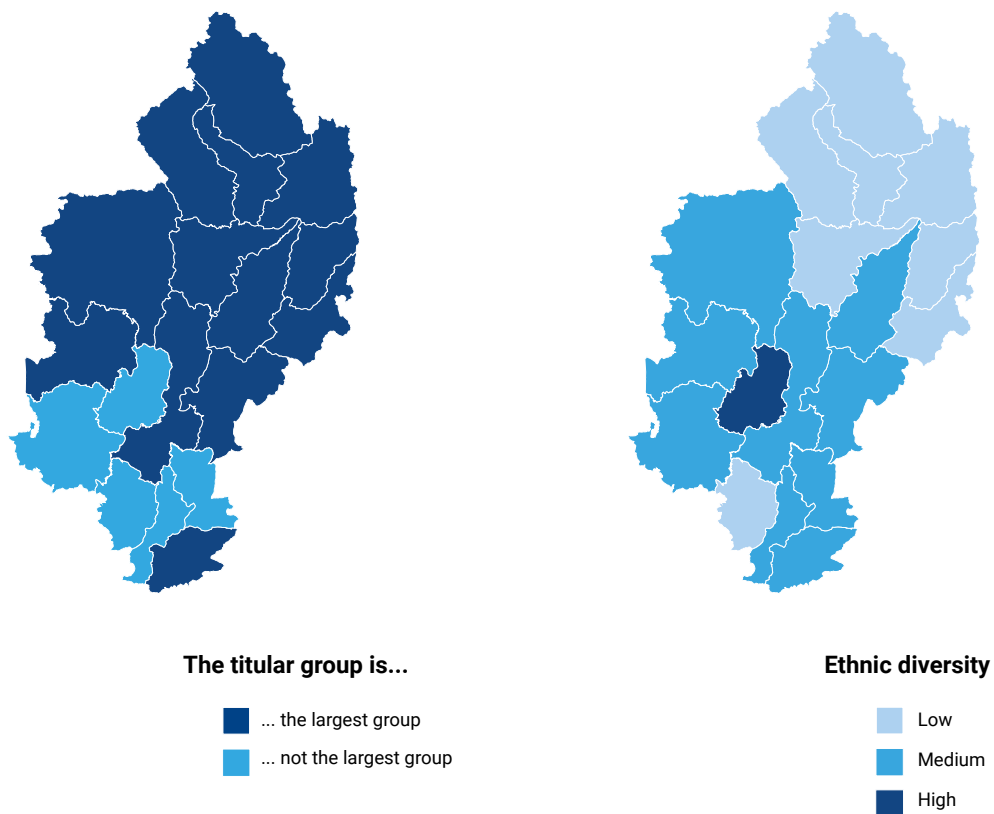 The titular group is...
... the largest group
... not the largest group
Ethnic diversity
Low
Medium
High